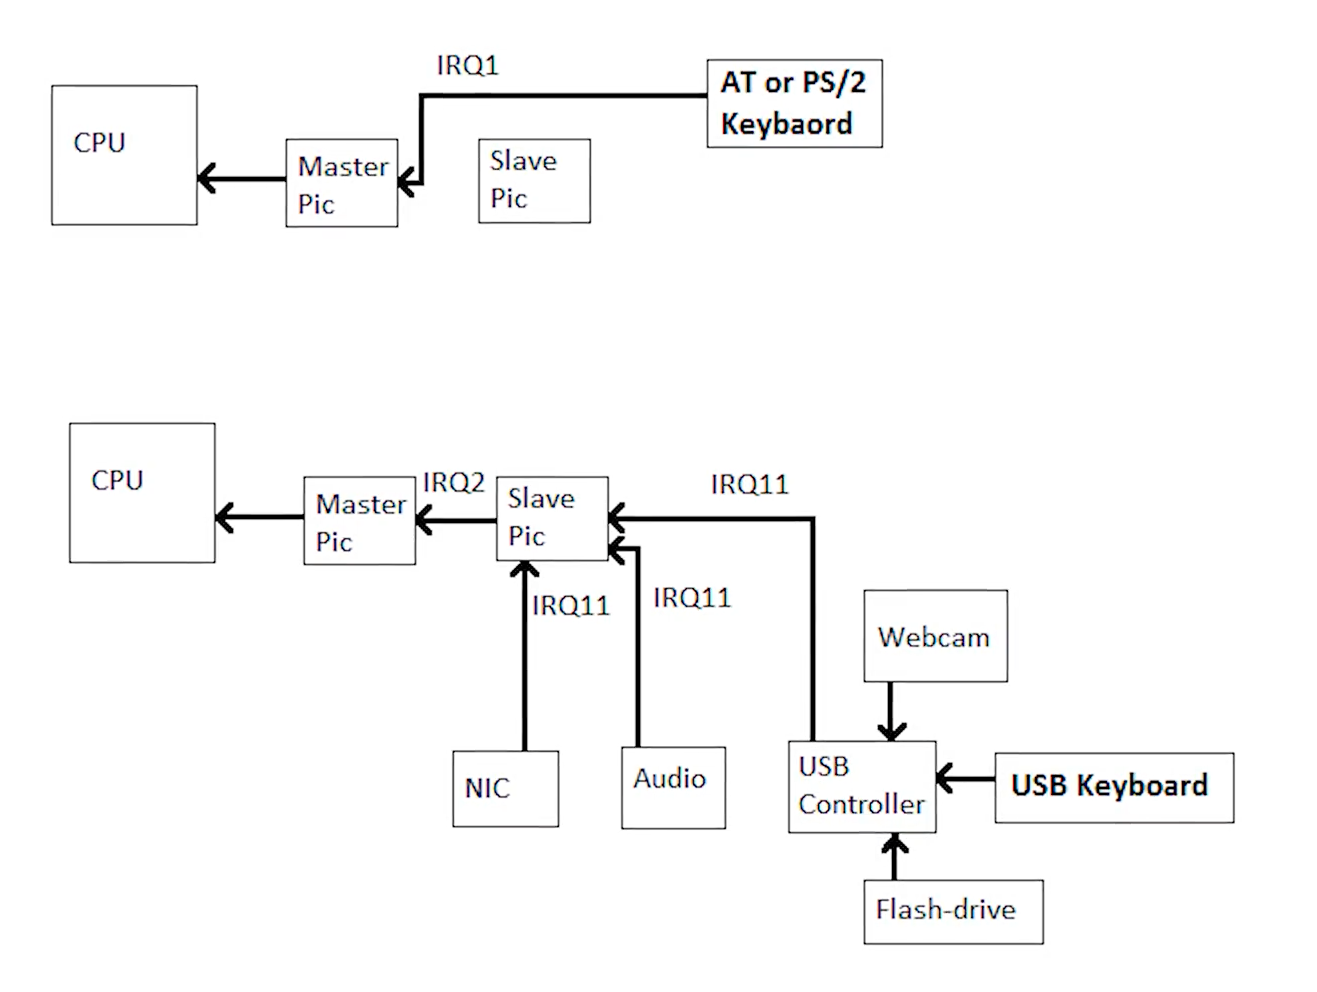 IRQ1
AT or PS/2
Keybaord
CPU
Master
Pic
Slave
Pic
CPU
Master
Pic
IRQ2
Slave
Pic
IRQ11
IRQ11
IRQ11
Webcam
NIC
Audio
USB
Controller
USB Keyboard
Flash-drive